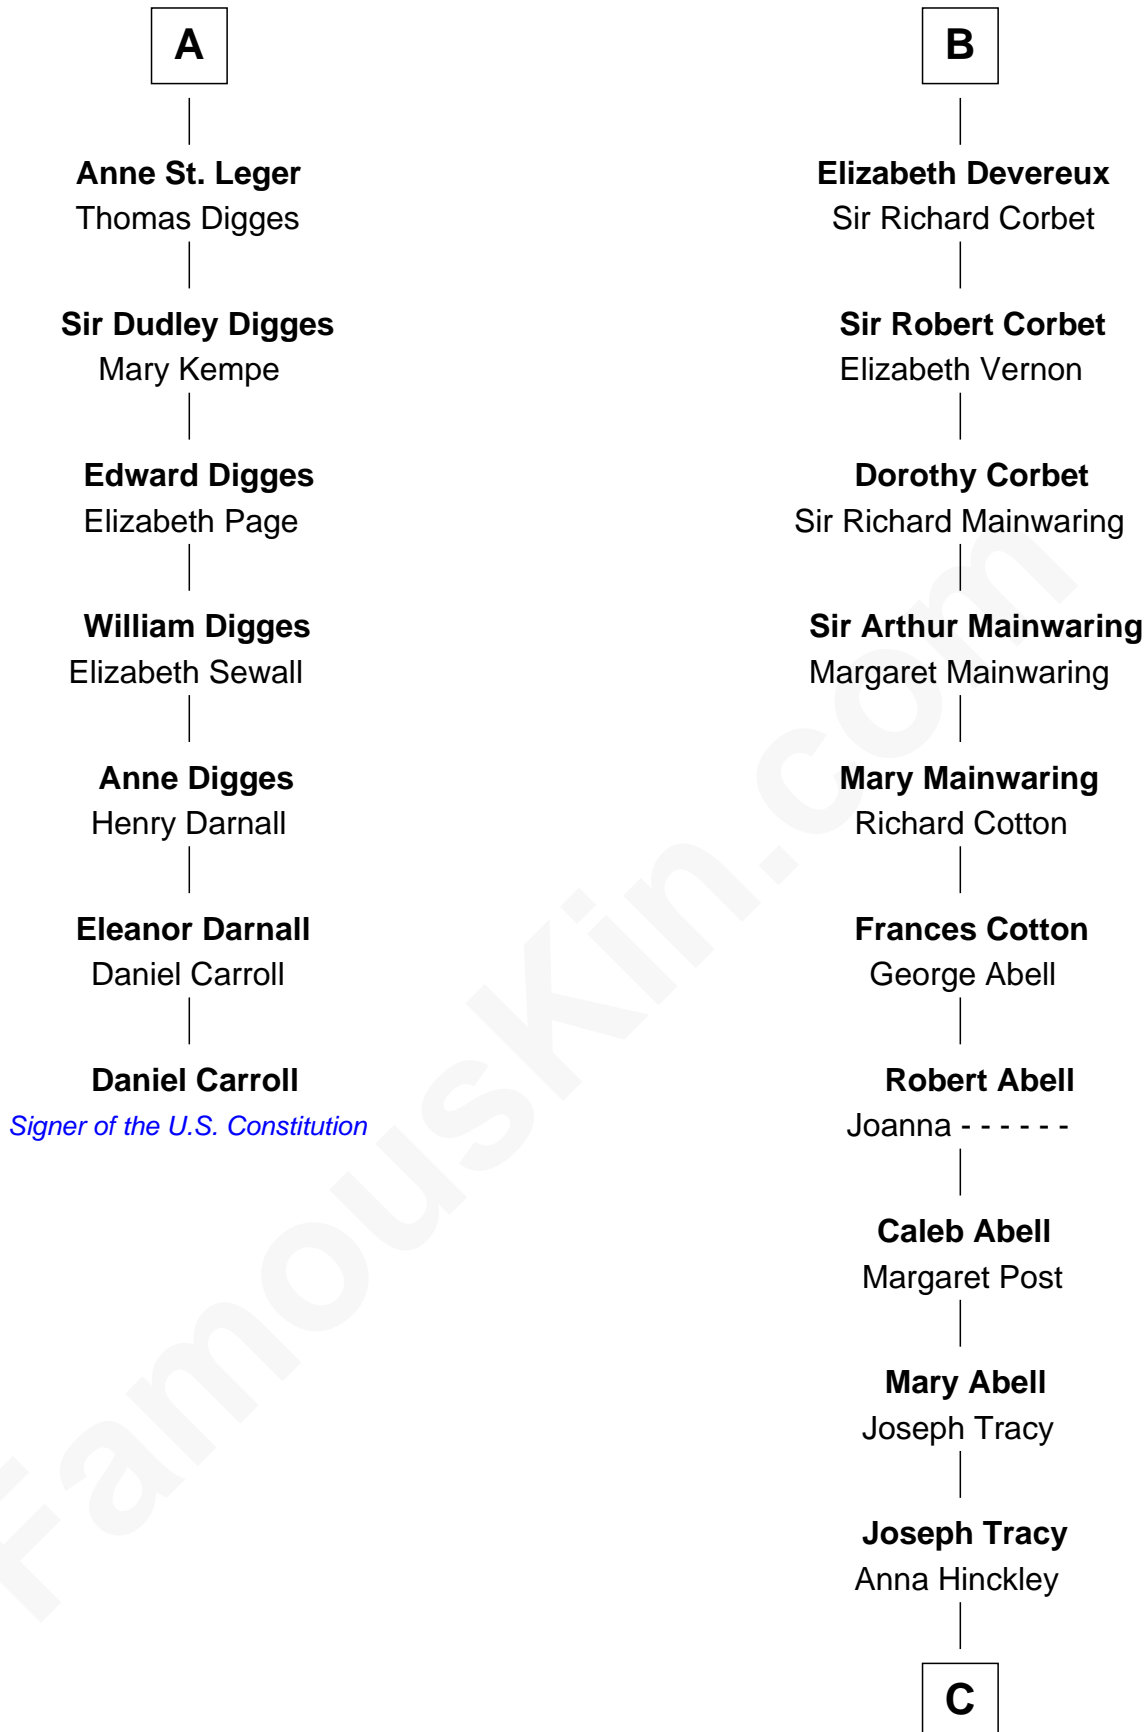 A
Anne St. Leger
Thomas Digges
Sir Dudley Digges
Mary Kempe
Edward Digges
Elizabeth Page
William Digges
Elizabeth Sewall
Anne Digges
Henry Darnall
Eleanor Darnall
Daniel Carroll
Daniel Carroll
Signer of the U.S. Constitution
B
Elizabeth Devereux
Sir Richard Corbet
Sir Robert Corbet
Elizabeth Vernon
Dorothy Corbet
Sir Richard Mainwaring
Sir Arthur Mainwaring
Margaret Mainwaring
Mary Mainwaring
Richard Cotton
Frances Cotton
George Abell
Robert Abell
Joanna - - - - - -
Caleb Abell
Margaret Post
Mary Abell
Joseph Tracy
Joseph Tracy
Anna Hinckley
C
FamousKin.com